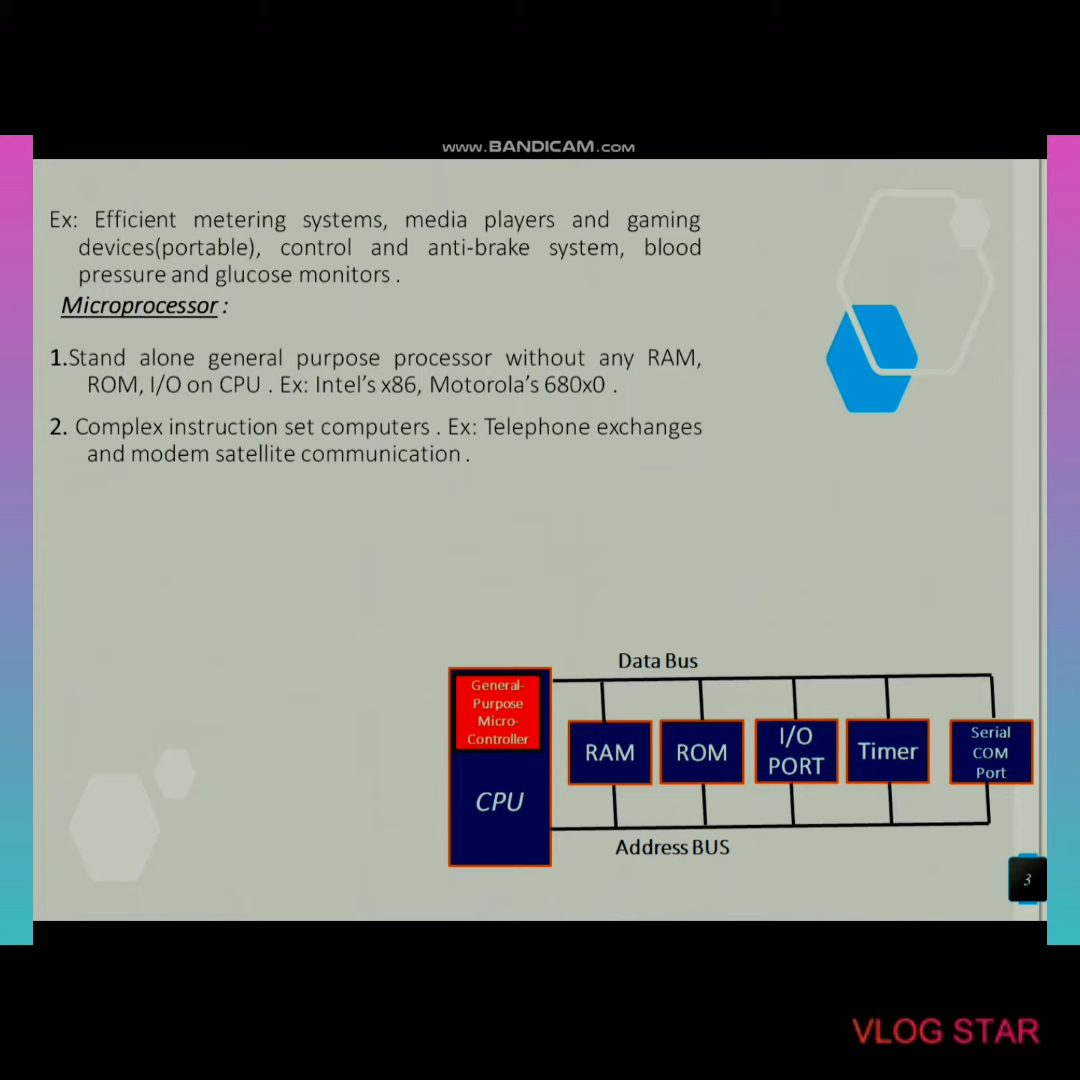 www.BANDICAM.com
Ex: Efficient metering systems, media players and gaming
devices(portable), control and anti-brake system, blood
pressure and glucose monitors .
Microprocessor :
1.Stand alone general purpose processor without any RAM,
ROM, I/O on CPU . Ex: Intel's x86, Motorola's 680x0 .
2. Complex instruction set computers . Ex: Telephone exchanges
and modem satellite communication .
Data Bus
General-
Purpose
Micro-
Controller
CPU
RAM
ROM
I/O
PORT
Timer
Serial
COM
Port
Address BUS
3
VLOG STAR